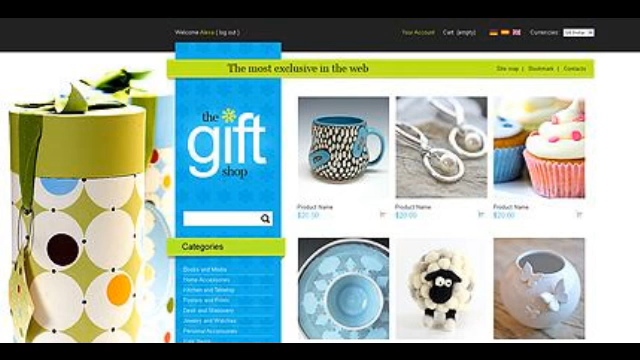 Welcome Alexa ( log out )
Your Account Cart (empty) Currencies:
The most exclusive in the web
Site map | Bookmark | Contacts
the
gift
shop
Product Name
$20.00
Product Name
$20.00
Product Name
$20.00
Categories
Books and Media
Home Accessories
Kitchen and Tabletop
Posters and Prints
Desk and Stationery
Jewelry and Watches
Personal Accessories